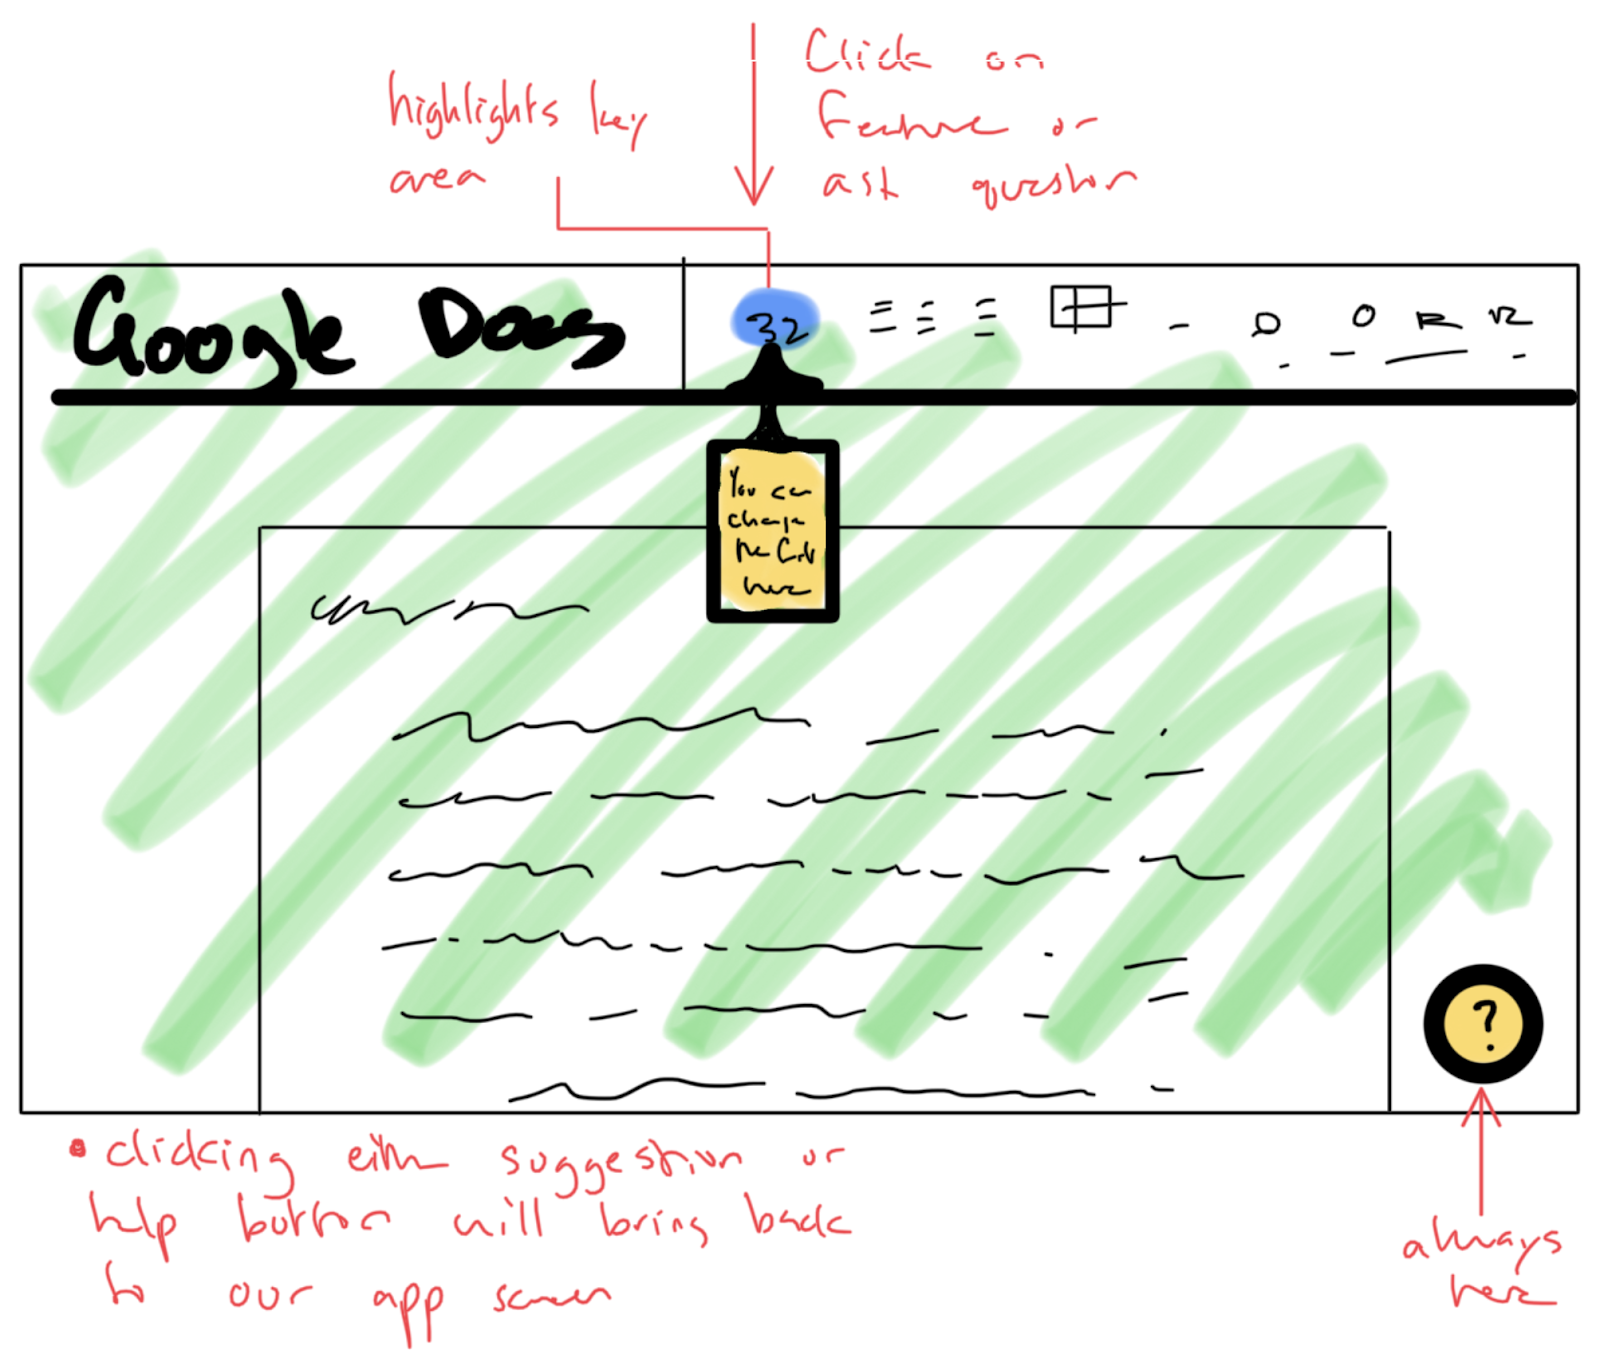 highlights key
area
Click on
Feature or
ask question
Google Docs
32
You can
change
the
here
?
• clicking either suggestion or
help button will bring back
to our app screen
always
here